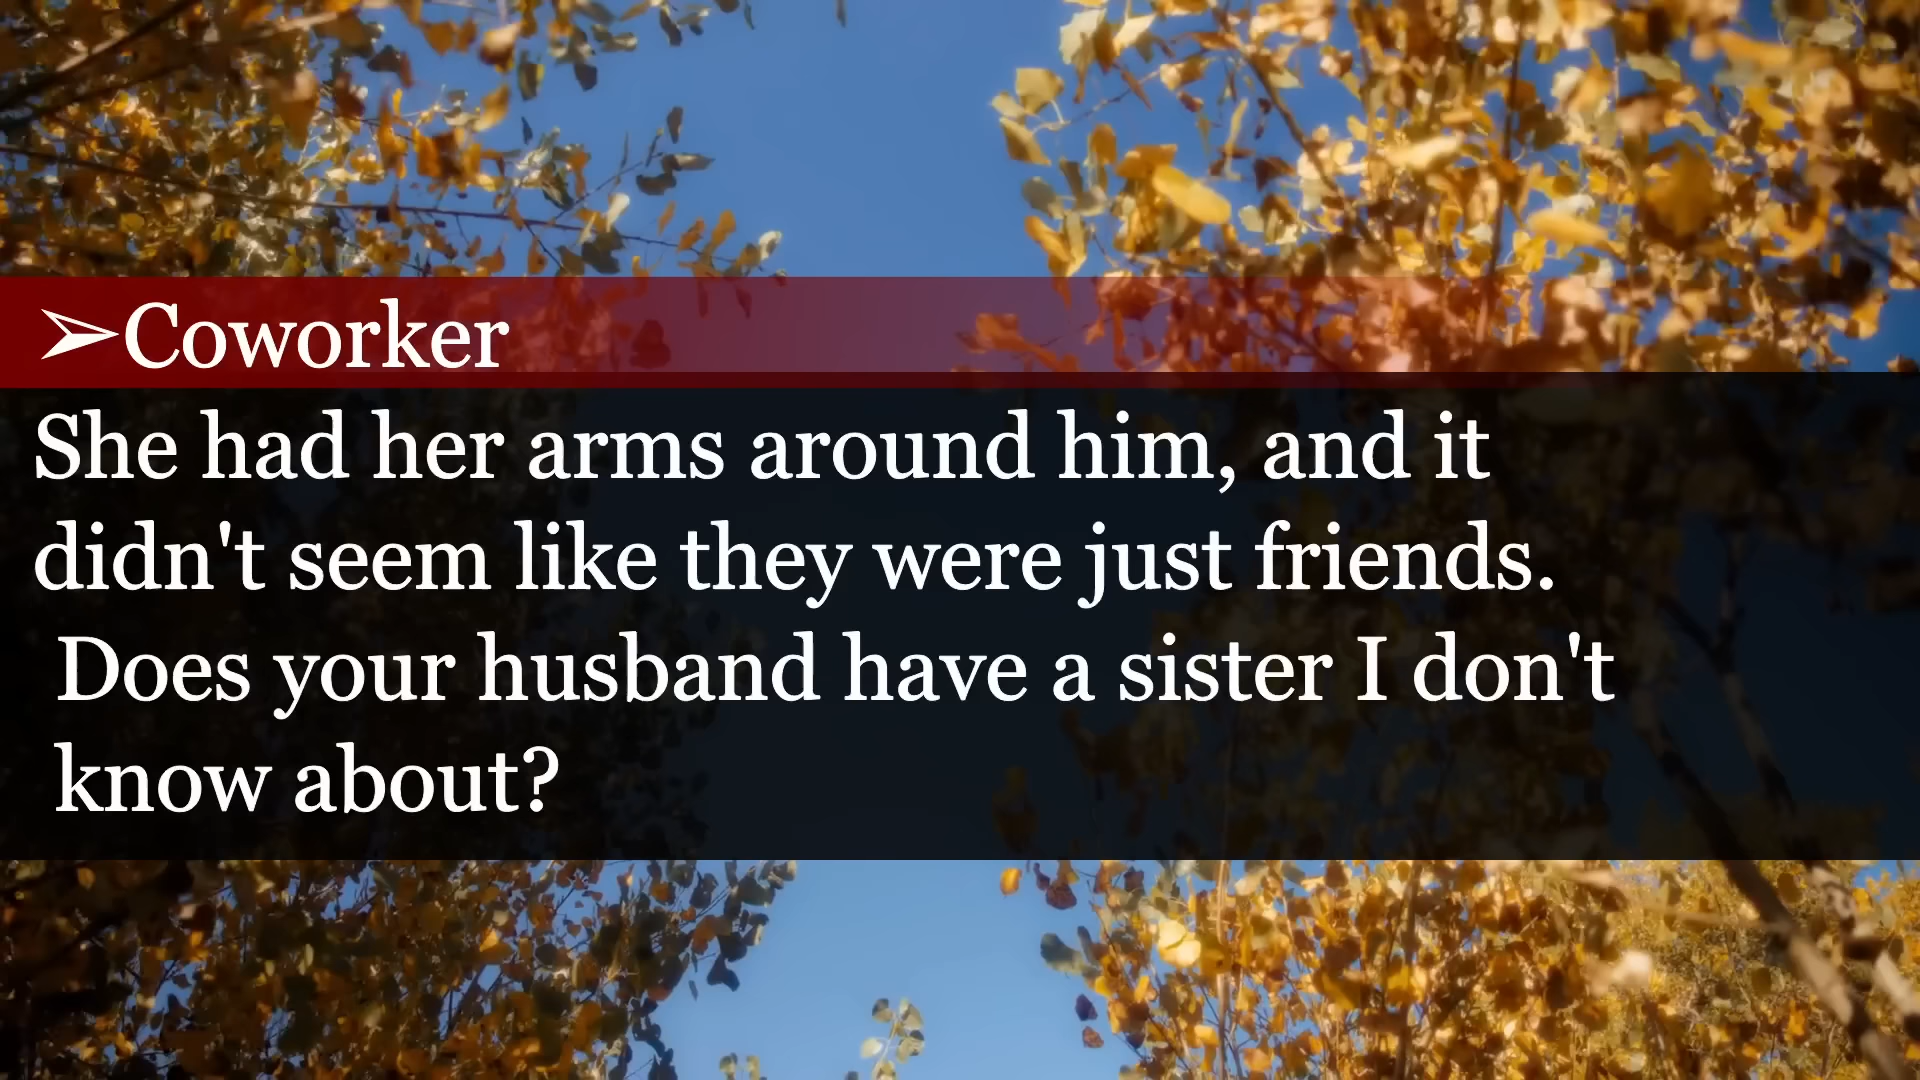 ➢Coworker
She had her arms around him, and it
didn't seem like they were just friends.
Does your husband have a sister I don't
know about?